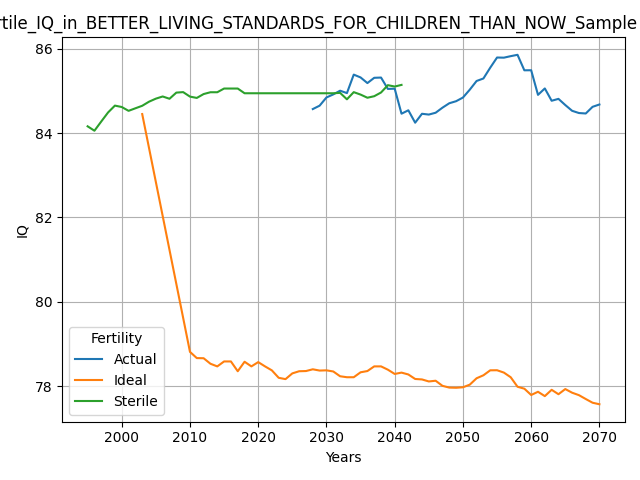 rtile_IQ_in_BETTER_LIVING_STANDARDS_FOR_CHILDREN_THAN_NOW_Sample
86
84
82
80
78
IQ
Fertility
Actual
Ideal
Sterile
2000 2010 2020 2030 2040 2050 2060 2070
Years